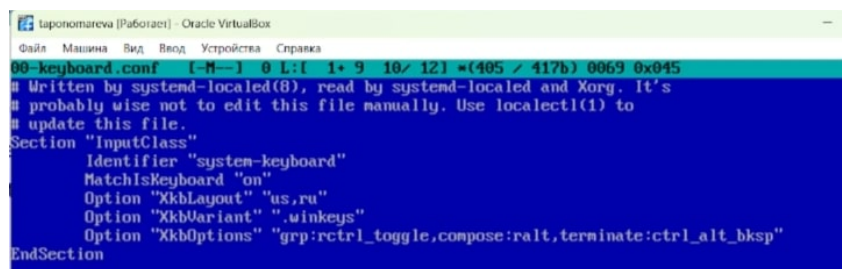 taponomareva [Работает] - Oracle VirtualBox
Файл Машина Вид Ввод Устройства Справка
00-keyboard.conf [-M--] 0 L:[ 1+ 9 10/ 12] *(405 / 417b) 0069 0x045
# Written by systemd-localed(8), read by systemd-localed and Xorg. It's
# probably wise not to edit this file manually. Use localectl(1) to
# update this file.
Section "InputClass"
Identifier "system-keyboard"
MatchIsKeyboard "on"
Option "XkbLayout" "us,ru"
Option "XkbVariant" ",winkeys"
Option "XkbOptions" "grp:rctrl_toggle,compose:ralt,terminate:ctrl_alt_bksp"
EndSection